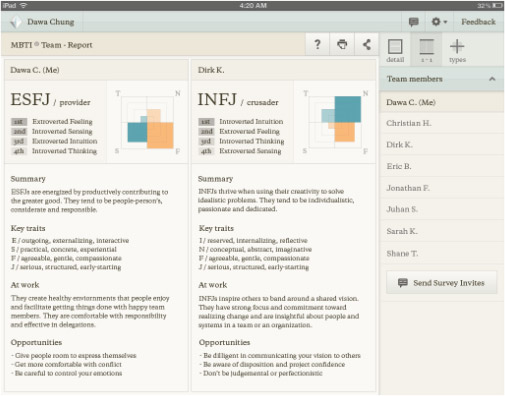 iPad
4:20 AM
32%
Dawa Chung
Feedback
MBTI ® Team - Report
?
detail
1 : 1
types
Team members
Dawa C. (Me)
Christian H.
Dirk K.
Eric B.
Jonathan F.
Juhan S.
Sarah K.
Shane T.
Send Survey Invites
Dawa C. (Me)
ESFJ / provider
1st Extroverted Feeling
2nd Introverted Sensing
3rd Extroverted Intuition
4th Introverted Thinking
T N
S F
Summary
ESFJs are energized by productively contributing to
the greater good. They tend to be people-person's,
considerate and responsible.
Key traits
E / outgoing, externalizing, interactive
S / practical, concrete, experiential
F / agreeable, gentle, compassionate
J / serious, structured, early-starting
At work
They create healthy envirnorments that people enjoy
and facilitate getting things done with happy team
members. They are comfortable with responsibility
and effective in delegations.
Opportunities
- Give people room to express themselves
- Get more comfortable with conflict
- Be careful to control your emotions
Dirk K.
INFJ / crusader
1st Introverted Intuition
2nd Extroverted Feeling
3rd Introverted Thinking
4th Extroverted Sensing
T N
S F
Summary
INFJs thrive when using their creativity to solve
idealistic problems. They tend to be individualistic,
passionate and dedicated.
Key traits
I / reserved, internalizing, reflective
N / conceptual, abstract, imaginative
F / agreeable, gentle, compassionate
J / serious, structured, early-starting
At work
INFJs inspire others to band around a shared vision.
They have strong focus and commitment toward
realizing change and are insightful about people and
systems in a team or an organization.
Opportunities
- Be dilligent in communicating your vision to others
- Be aware of disposition and project confidence
- Don't be judgemental or perfectionistic